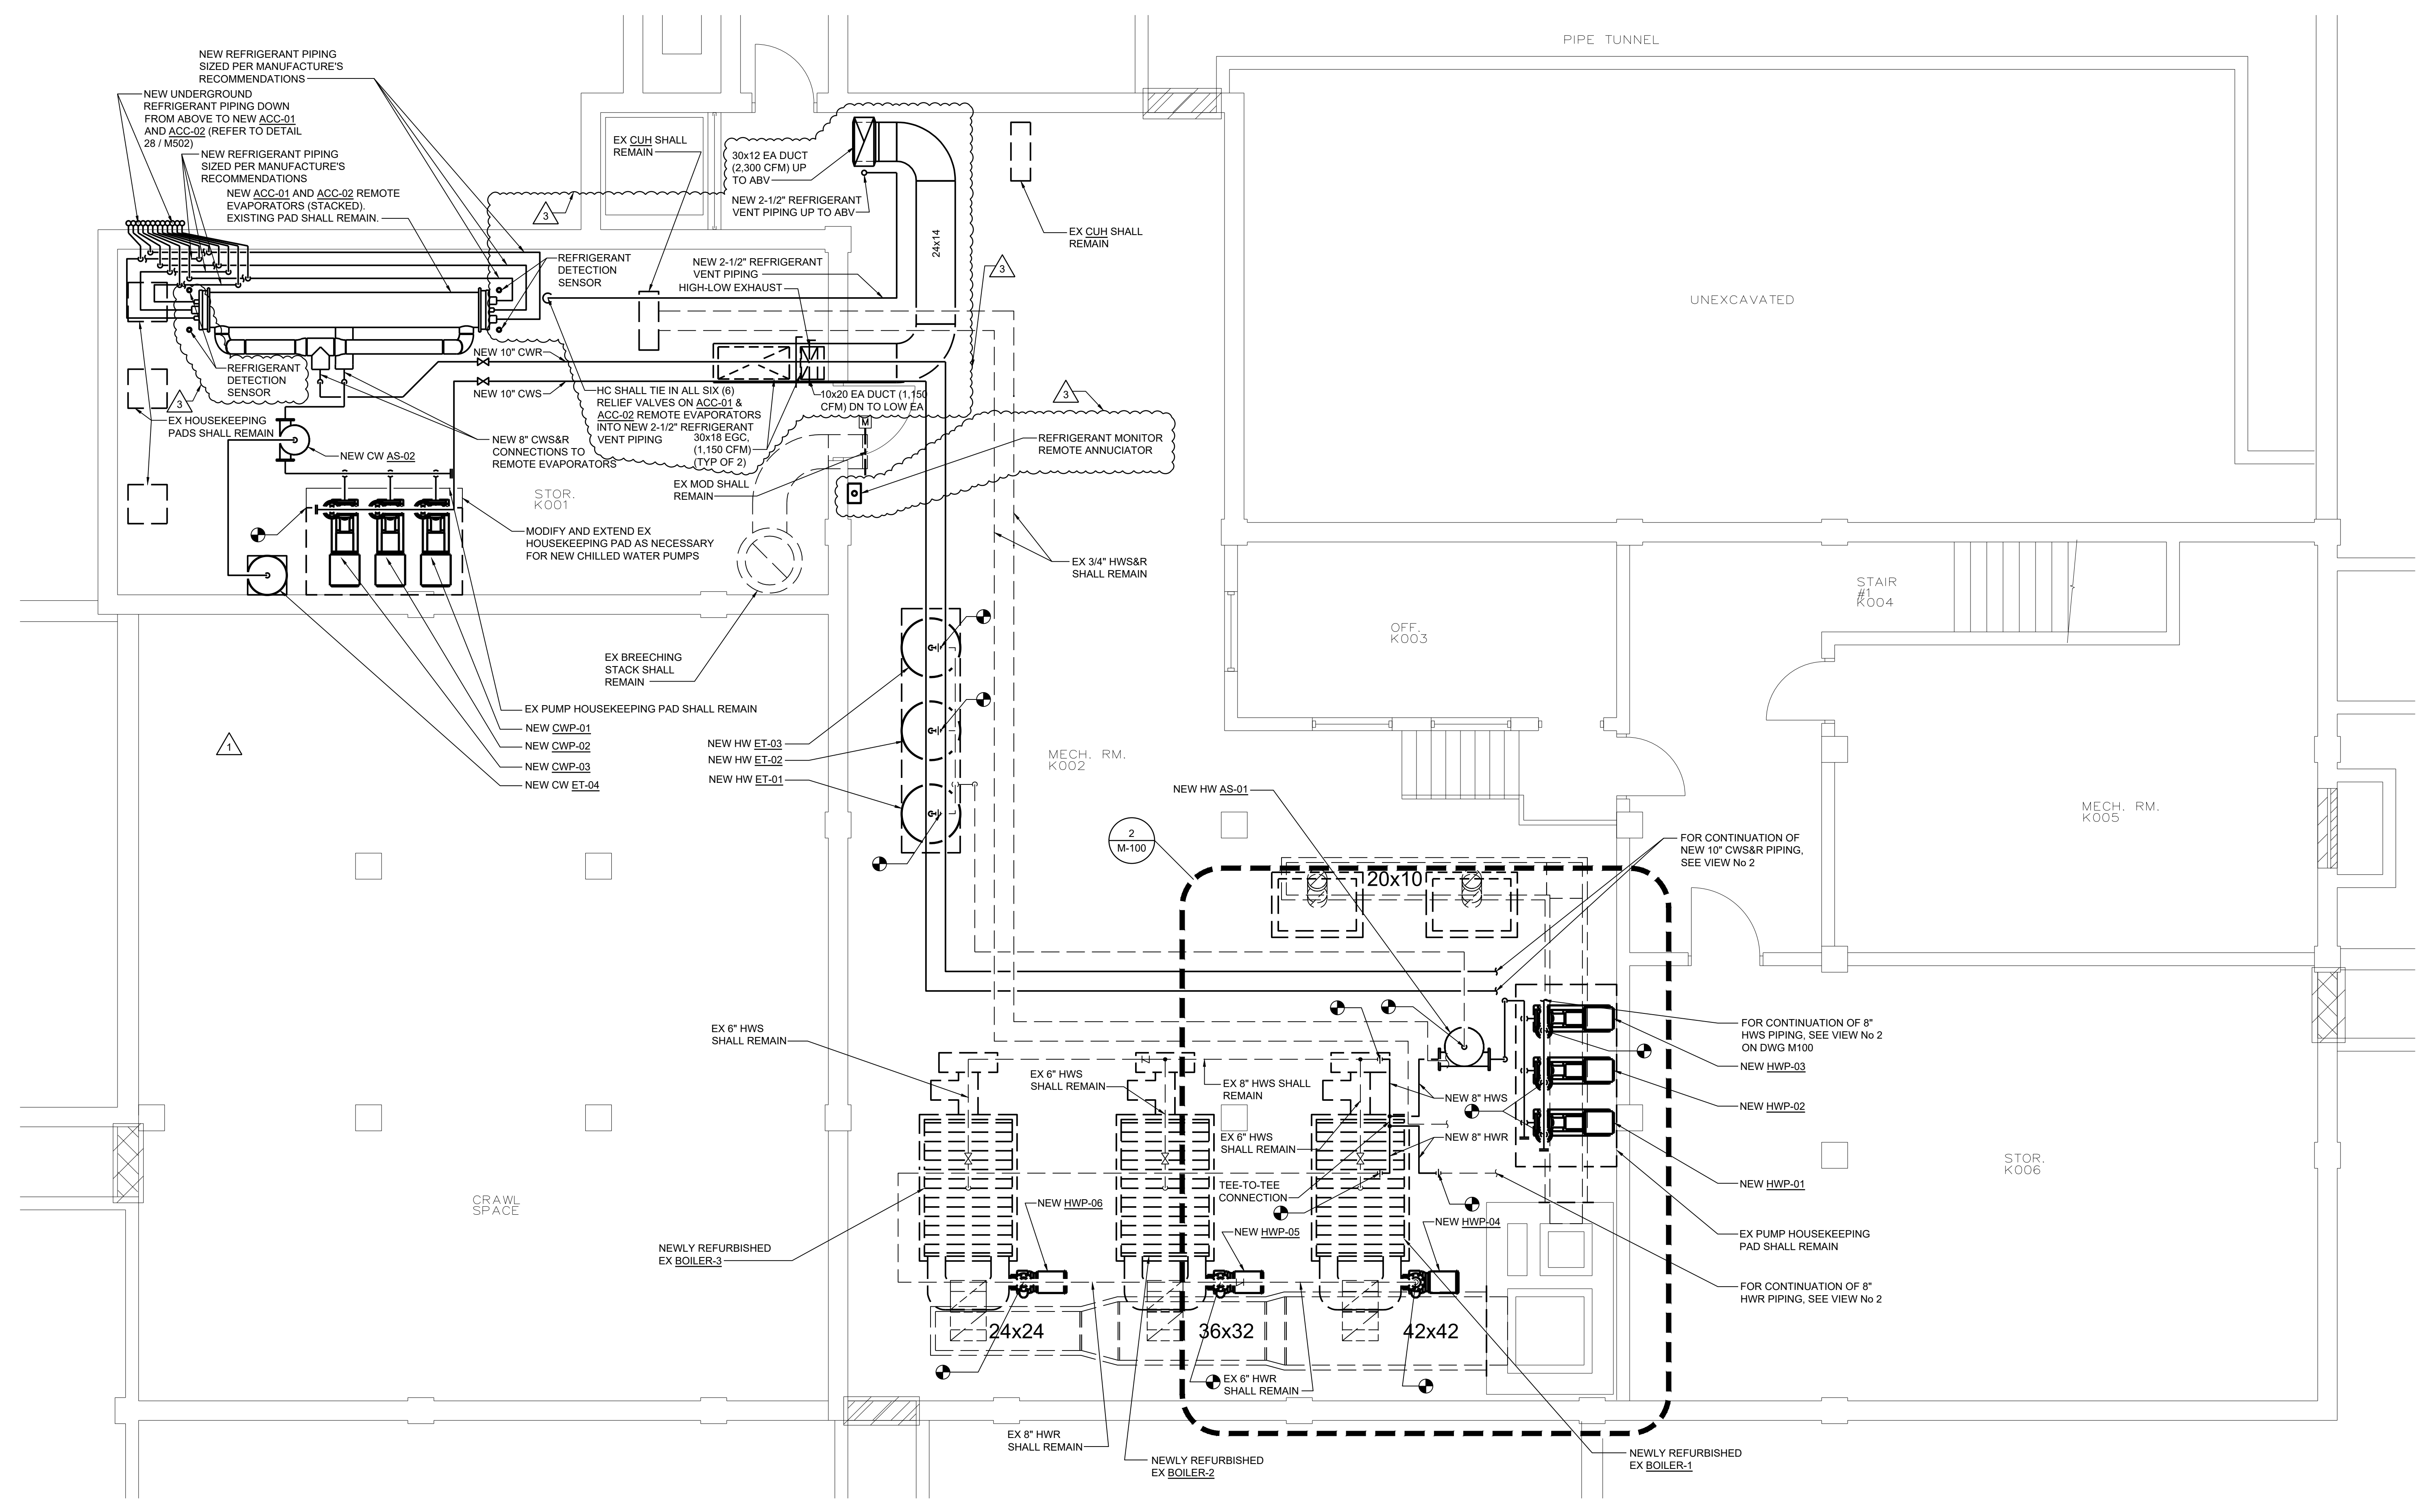 PIPE TUNNEL
NEW REFRIGERANT PIPING
SIZED PER MANUFACTURE'S
RECOMMENDATIONS
NEW UNDERGROUND
REFRIGERANT PIPING DOWN
FROM ABOVE TO NEW ACC-01
AND ACC-02 (REFER TO DETAIL
28 / M502)
NEW REFRIGERANT PIPING
SIZED PER MANUFACTURE'S
RECOMMENDATIONS
NEW ACC-01 AND ACC-02 REMOTE
EVAPORATORS (STACKED).
EXISTING PAD SHALL REMAIN.
EX CUH SHALL
REMAIN
30x12 EA DUCT
(2,300 CFM) UP
TO ABV
NEW 2-1/2" REFRIGERANT
VENT PIPING UP TO ABV
3
24x14
EX CUH SHALL
REMAIN
REFRIGERANT
DETECTION
SENSOR
NEW 2-1/2" REFRIGERANT
VENT PIPING
HIGH-LOW EXHAUST
3
UNEXCAVATED
NEW 10" CWR
NEW 10" CWS
REFRIGERANT
DETECTION
SENSOR
3
EX HOUSEKEEPING
PADS SHALL REMAIN
HC SHALL TIE IN ALL SIX (6)
RELIEF VALVES ON ACC-01 &
ACC-02 REMOTE EVAPORATORS
INTO NEW 2-1/2" REFRIGERANT
VENT PIPING
30x18 EGC,
(1,150 CFM)
(TYP OF 2)
10x20 EA DUCT (1,150
CFM) DN TO LOW EA
M
3
REFRIGERANT MONITOR
REMOTE ANNUCIATOR
NEW 8" CWS&R
CONNECTIONS TO
REMOTE EVAPORATORS
NEW CW AS-02
EX MOD SHALL
REMAIN
STOR.
K001
MODIFY AND EXTEND EX
HOUSEKEEPING PAD AS NECESSARY
FOR NEW CHILLED WATER PUMPS
EX 3/4" HWS&R
SHALL REMAIN
STAIR
#1
K004
OFF.
K003
EX BREECHING
STACK SHALL
REMAIN
EX PUMP HOUSEKEEPING PAD SHALL REMAIN
NEW CWP-01
NEW CWP-02
NEW CWP-03
NEW CW ET-04
1
NEW HW ET-03
NEW HW ET-02
NEW HW ET-01
MECH. RM.
K002
NEW HW AS-01
2
M-100
MECH. RM.
K005
FOR CONTINUATION OF
NEW 10" CWS&R PIPING,
SEE VIEW No 2
20x10
EX 6" HWS
SHALL REMAIN
EX 6" HWS
SHALL REMAIN
EX 8" HWS SHALL
REMAIN
NEW 8" HWS
EX 6" HWS
SHALL REMAIN
NEW 8" HWR
TEE-TO-TEE
CONNECTION
FOR CONTINUATION OF 8"
HWS PIPING, SEE VIEW No 2
ON DWG M100
NEW HWP-03
NEW HWP-02
NEW HWP-01
STOR.
K006
CRAWL
SPACE
NEW HWP-06
NEW HWP-05
NEW HWP-04
NEWLY REFURBISHED
EX BOILER-3
EX PUMP HOUSEKEEPING
PAD SHALL REMAIN
FOR CONTINUATION OF 8"
HWR PIPING, SEE VIEW No 2
24x24
36x32
42x42
EX 6" HWR
SHALL REMAIN
EX 8" HWR
SHALL REMAIN
NEWLY REFURBISHED
EX BOILER-2
NEWLY REFURBISHED
EX BOILER-1